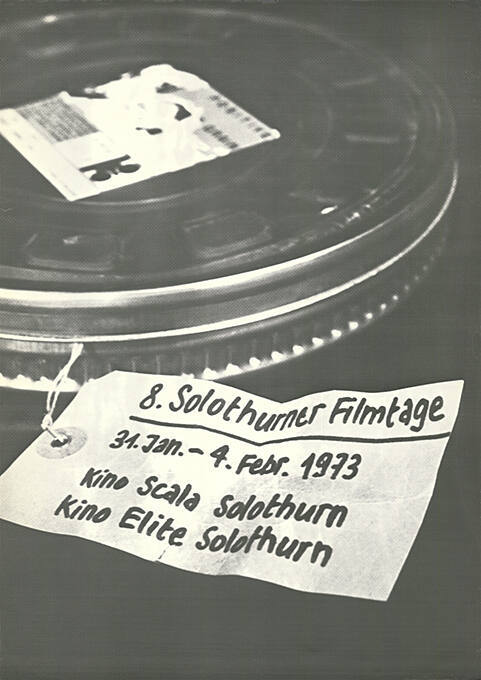 8. Solothurner Filmtage
31. Jan. – 4. Febr. 1973
Kino Scala Solothurn
Kino Elite Solothurn